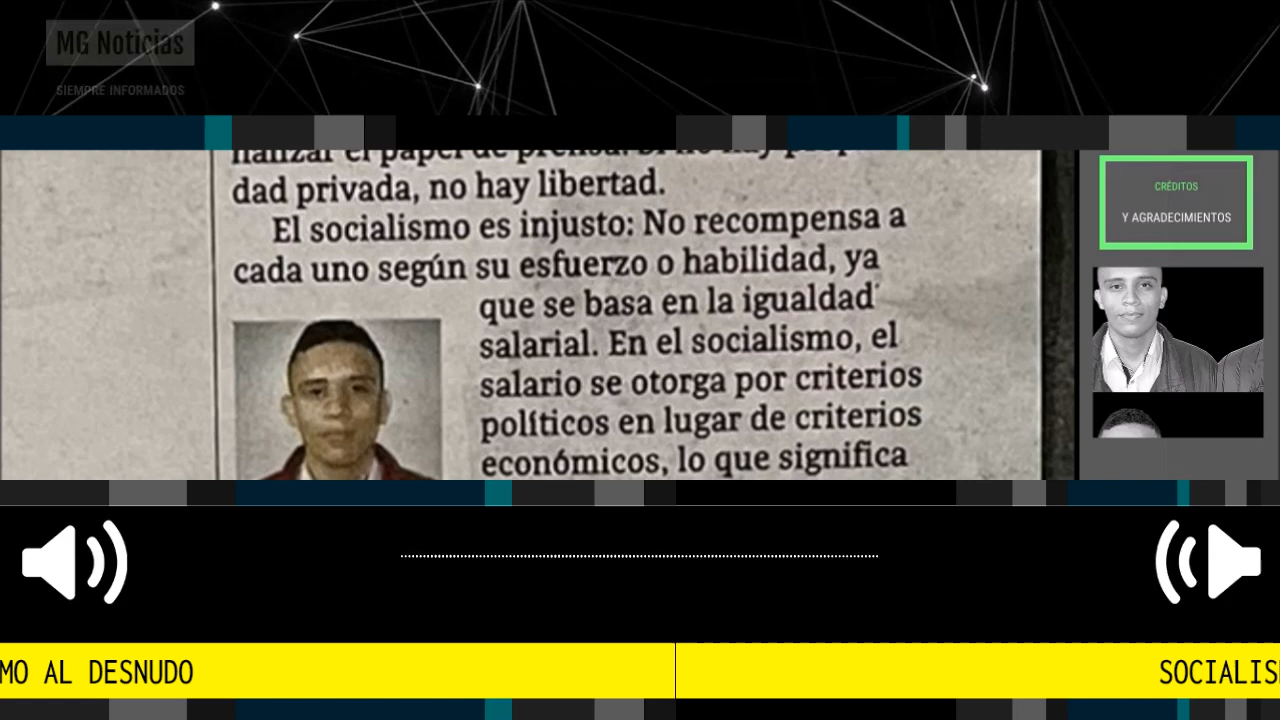 MG Noticias
SIEMPRE INFORMADOS
dad privada, no hay libertad.
El socialismo es injusto: No recompensa a
cada uno según su esfuerzo o habilidad, ya
que se basa en la igualdad
salarial. En el socialismo, el
salario se otorga por criterios
políticos en lugar de criterios
económicos, lo que significa
CRÉDITOS
Y AGRADECIMIENTOS
MO AL DESNUDO
SOCIALIS